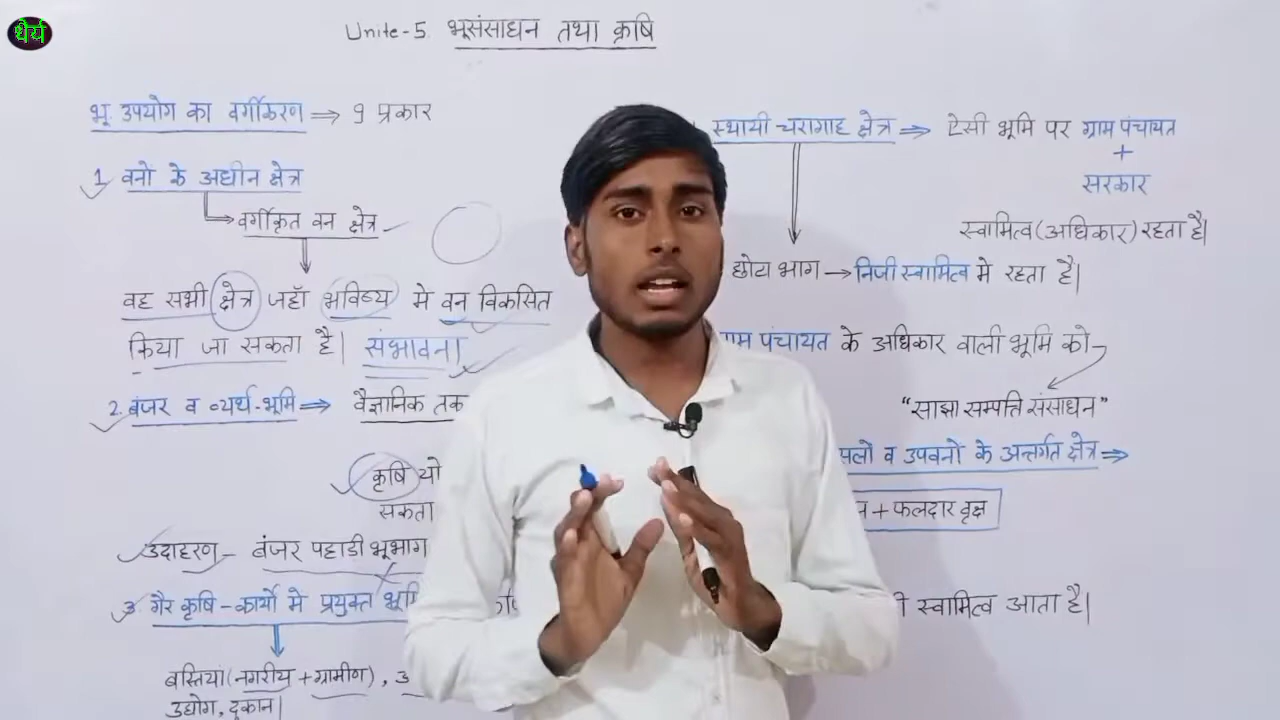 धैर्य
Unite-5. भूसंसाधन तथा कृषि
भू उपयोग का वर्गीकरण ⇒ 9 प्रकार
1 वनो के अधीन क्षेत्र
वर्गीकृत वन क्षेत्र
वह सभी क्षेत्र जहाँ भविष्य मे वन विकसित
किया जा सकता है| संभावना
2. बंजर व व्यर्थ-भूमि ⇒ वैज्ञानिक तक
कृषि यो
सकता
उदाहरण - बंजर पहाडी भूभाग
3 गैर कृषि-कार्यो मे प्रयुक्त भूमि
बस्तियां (नगरीय + ग्रामीण) ,
उद्योग, दुकान|
स्थायी चरागाह क्षेत्र ⇒ ऐसी भूमि पर ग्राम पंचायत
+
सरकार
स्वामित्व (अधिकार) रहता है|
छोटा भाग → निजी स्वामित्व मे रहता है|
पंचायत के अधिकार वाली भूमि को
"साझा सम्पत्ति संसाधन"
व उपवनो के अन्तर्गत क्षेत्र ⇒
+ फलदार वृक्ष
स्वामित्व आता है|